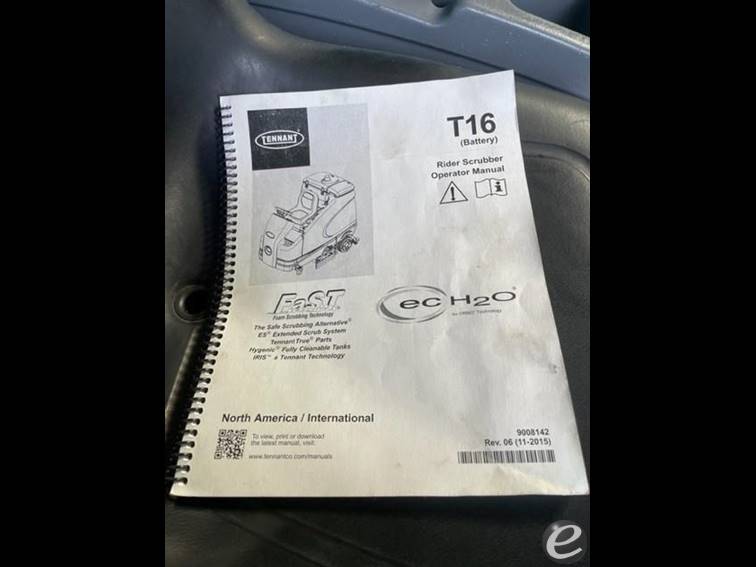 TENNANT
T16
(Battery)
Rider Scrubber
Operator Manual
FaST
Foam Scrubbing Technology
The Safe Scrubbing Alternative®
ES® Extended Scrub System
TennantTrue® Parts
Hygenic® Fully Cleanable Tanks
IRIS™ a Tennant Technology
ec H2O®
North America / International
To view, print or download
the latest manual, visit:
www.tennantco.com/manuals
9008142
Rev. 06 (11-2015)
e